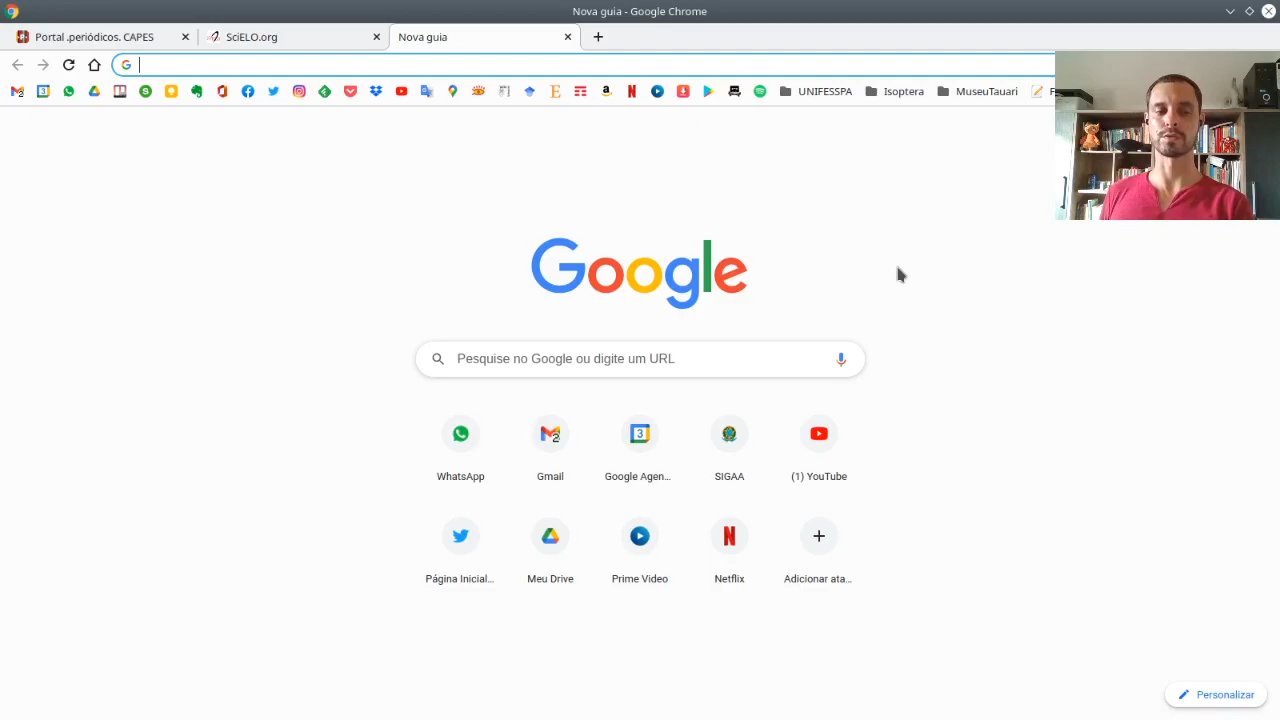 Nova guia - Google Chrome
Portal .periódicos. CAPES
SciELO.org
Nova guia
UNIFESSPA
Isoptera
MuseuTauari
F
Google
Pesquise no Google ou digite um URL
WhatsApp
Gmail
Google Agen...
SIGAA
(1) YouTube
Página Inicial...
Meu Drive
Prime Video
Netflix
Adicionar ata...
Personalizar